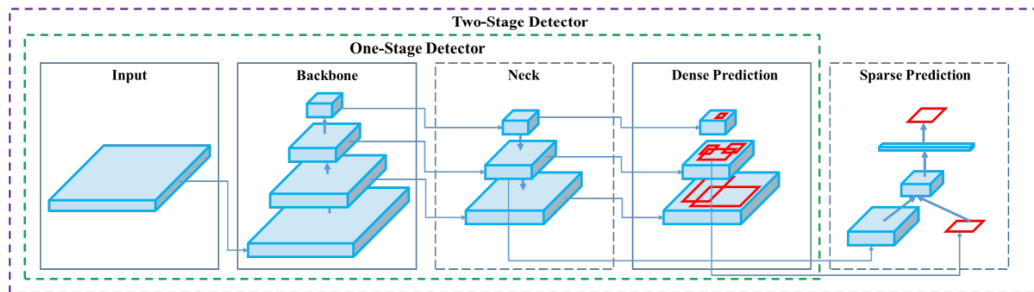 Two-Stage Detector
One-Stage Detector
Input
Backbone
Neck
Dense Prediction
Sparse Prediction